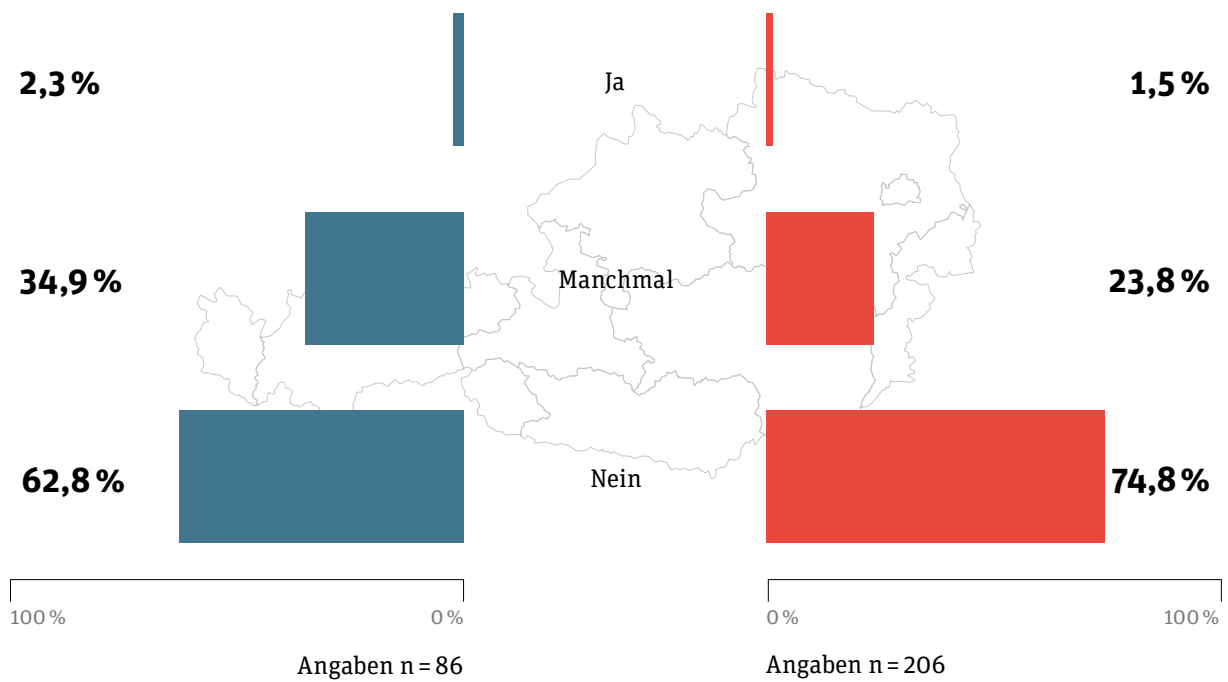 2,3 % Ja 1,5 %
34,9 % Manchmal 23,8 %
62,8 % Nein 74,8 %
100 % 0 % 0 % 100 %
Angaben n = 86 Angaben n = 206